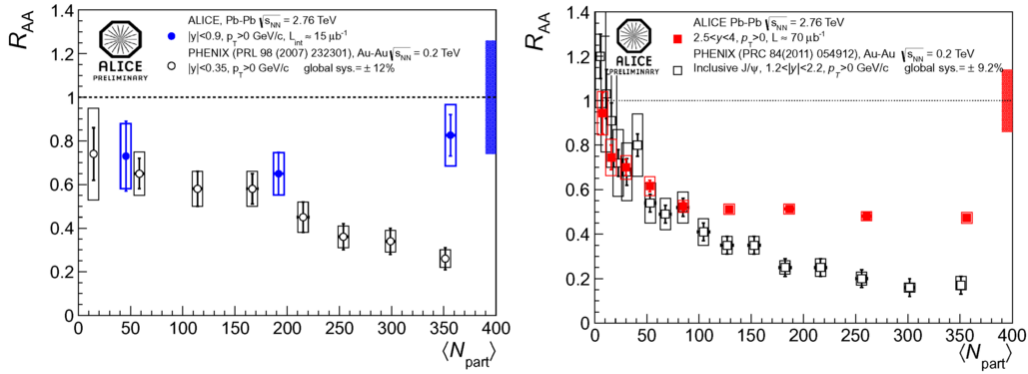 R_AA
1.4
1.2
1
0.8
0.6
0.4
0.2
0
ALICE
PRELIMINARY
ALICE, Pb-Pb √s_NN = 2.76 TeV
|y|<0.9, p_T>0 GeV/c, L_int ≈ 15 μb⁻¹
PHENIX (PRL 98 (2007) 232301), Au-Au √s_NN = 0.2 TeV
|y|<0.35, p_T>0 GeV/c global sys.= ± 12%
0 50 100 150 200 250 300 350 400
⟨N_part⟩
R_AA
1.4
1.2
1
0.8
0.6
0.4
0.2
0
ALICE
PRELIMINARY
ALICE Pb-Pb √s_NN = 2.76 TeV
2.5<y<4, p_T>0, L ≈ 70 μb⁻¹
PHENIX (PRC 84(2011) 054912), Au-Au √s_NN = 0.2 TeV
Inclusive J/ψ, 1.2<|y|<2.2, p_T>0 GeV/c global sys.= ± 9.2%
0 50 100 150 200 250 300 350 400
⟨N_part⟩